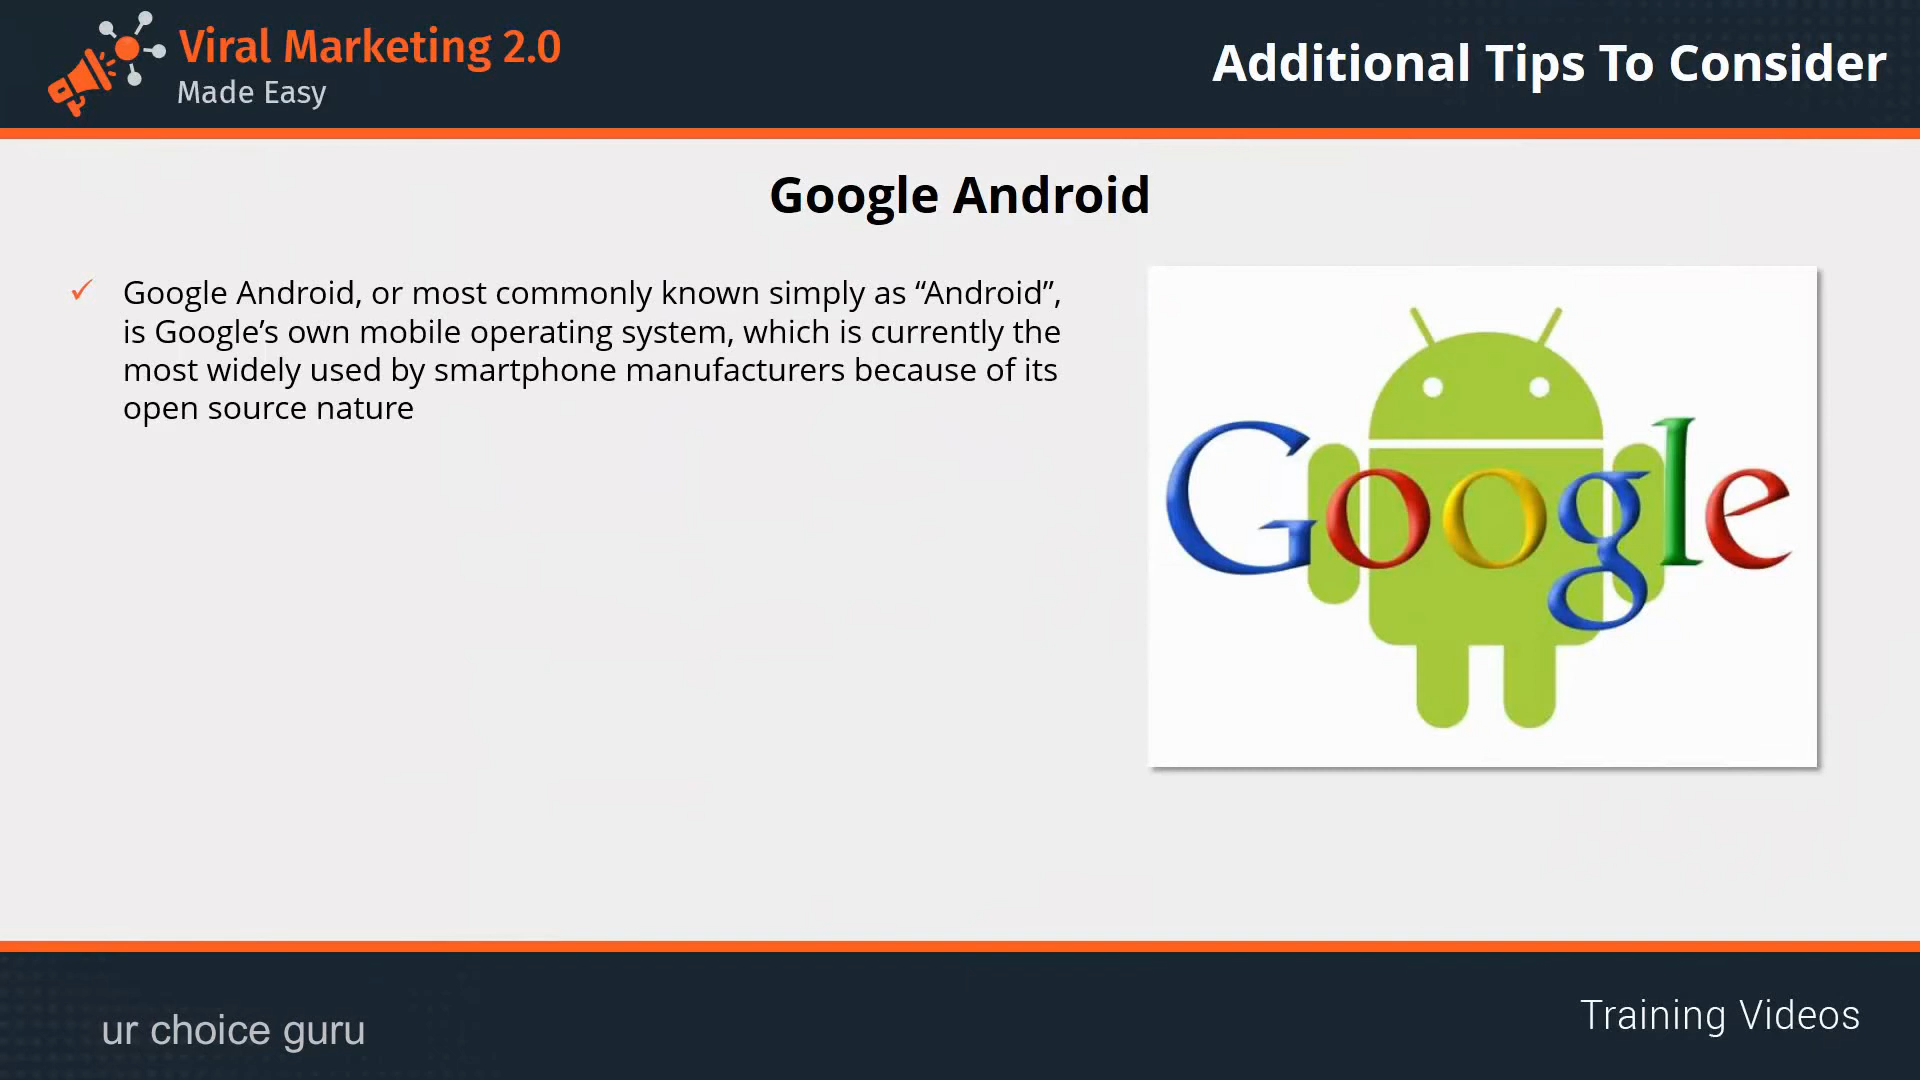 Viral Marketing 2.0
Made Easy
Additional Tips To Consider
Google Android
Google Android, or most commonly known simply as “Android”,
is Google’s own mobile operating system, which is currently the
most widely used by smartphone manufacturers because of its
open source nature
Google
ur choice guru
Training Videos